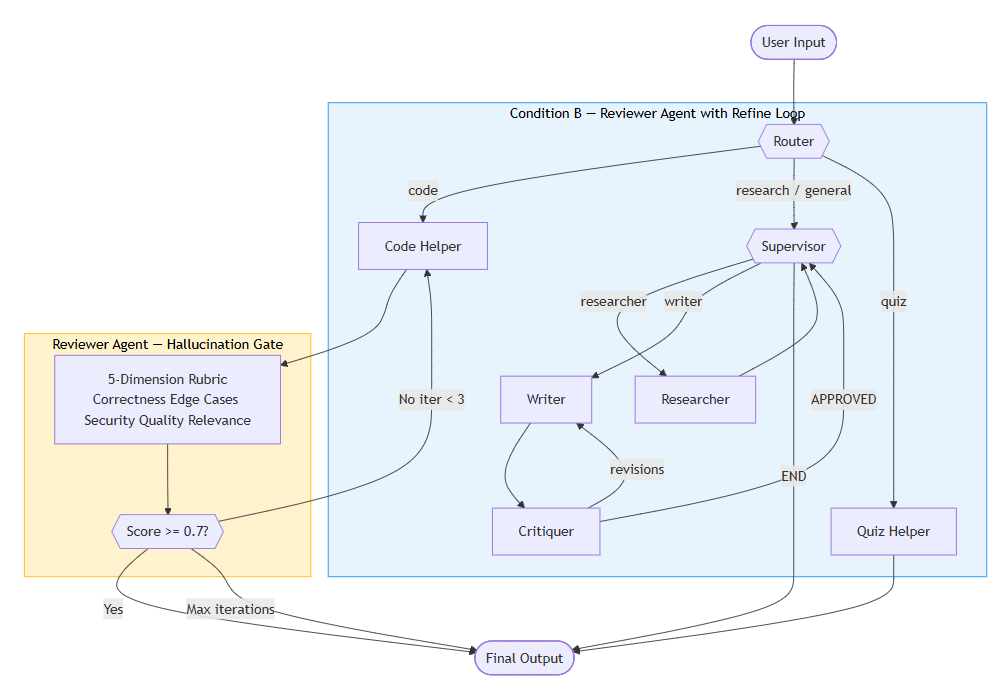 User Input
Condition B — Reviewer Agent with Refine Loop
Router
code
research / general
Code Helper
Supervisor
researcher
writer
quiz
Reviewer Agent — Hallucination Gate
5-Dimension Rubric
Correctness Edge Cases
Security Quality Relevance
No iter < 3
Writer
Researcher
APPROVED
revisions
END
Score >= 0.7?
Critiquer
Quiz Helper
Yes
Max iterations
Final Output